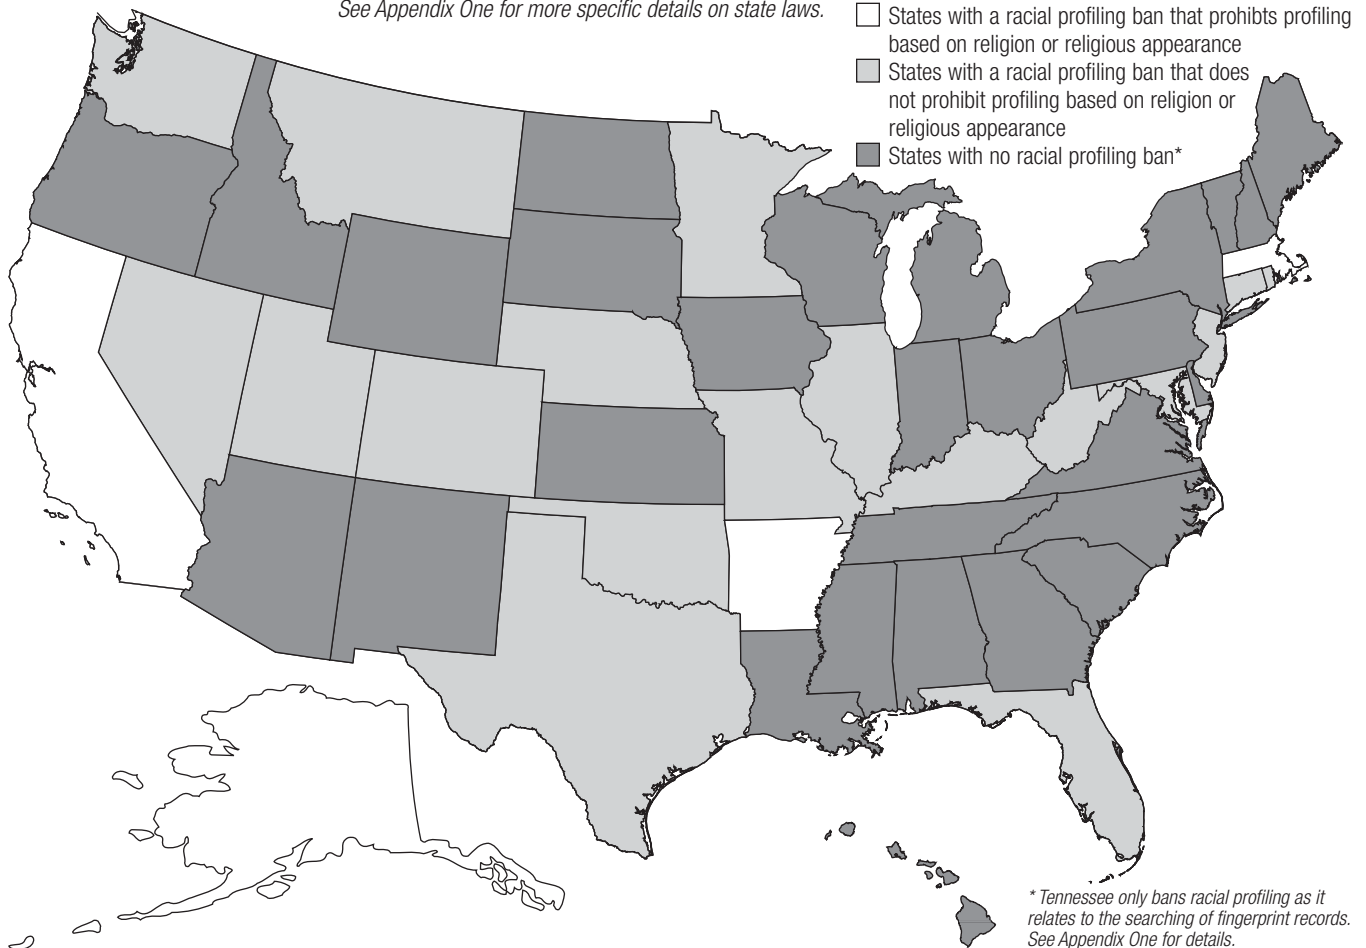 See Appendix One for more specific details on state laws.
States with a racial profiling ban that prohibts profiling
based on religion or religious appearance
States with a racial profiling ban that does
not prohibit profiling based on religion or
religious appearance
States with no racial profiling ban*
* Tennessee only bans racial profiling as it
relates to the searching of fingerprint records.
See Appendix One for details.